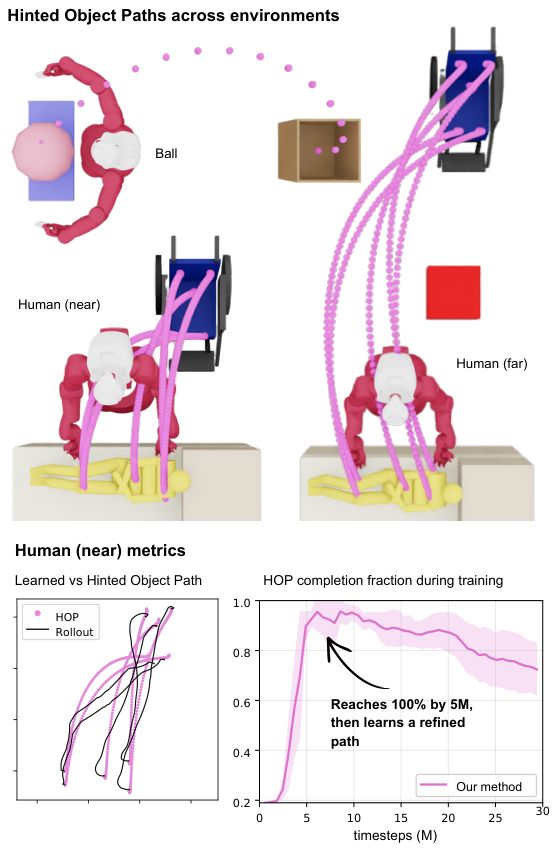 Hinted Object Paths across environments
Ball
Human (near)
Human (far)
Human (near) metrics
Learned vs Hinted Object Path
HOP
Rollout
HOP completion fraction during training
1.0
0.8
0.6
0.4
0.2
Reaches 100% by 5M,
then learns a refined
path
Our method
0 5 10 15 20 25 30
timesteps (M)